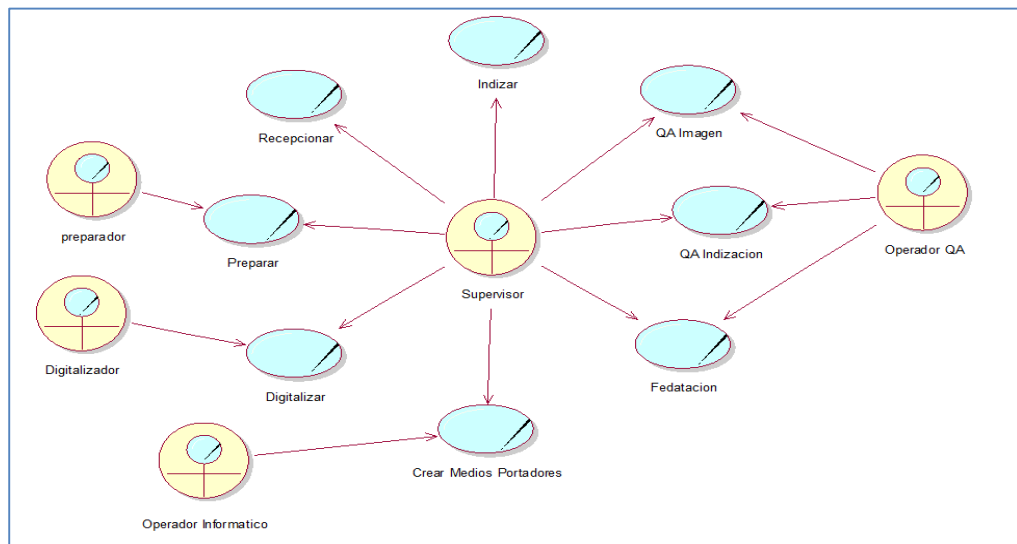 Indizar
Recepcionar
QA Imagen
preparador
Preparar
QA Indizacion
Operador QA
Supervisor
Digitalizador
Digitalizar
Fedatacion
Crear Medios Portadores
Operador Informatico